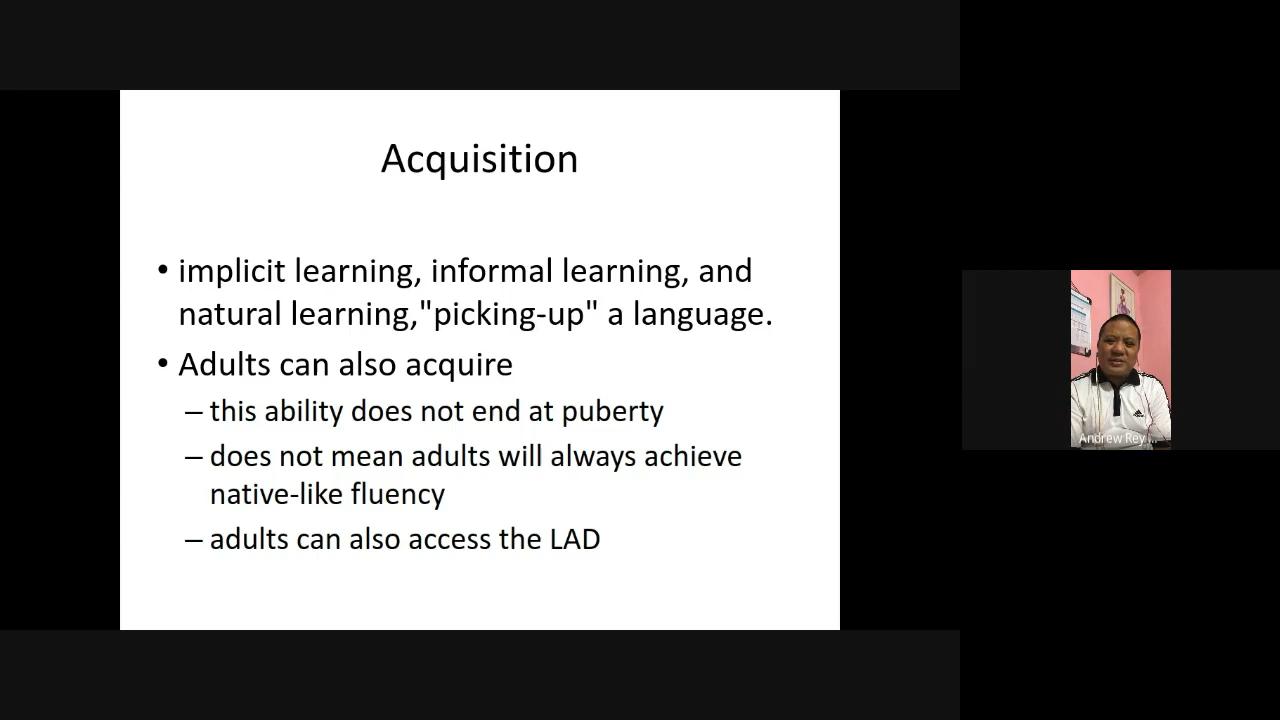 Acquisition
• implicit learning, informal learning, and
natural learning,"picking-up" a language.
• Adults can also acquire
– this ability does not end at puberty
– does not mean adults will always achieve
native-like fluency
– adults can also access the LAD
Andrew Rey ...